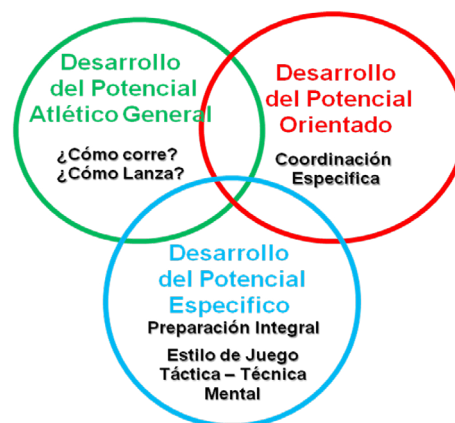 Desarrollo
del Potencial
Atlético General
¿Cómo corre?
¿Cómo Lanza?
Desarrollo
del Potencial
Orientado
Coordinación
Especifica
Desarrollo
del Potencial
Especifico
Preparación Integral
Estilo de Juego
Táctica – Técnica
Mental